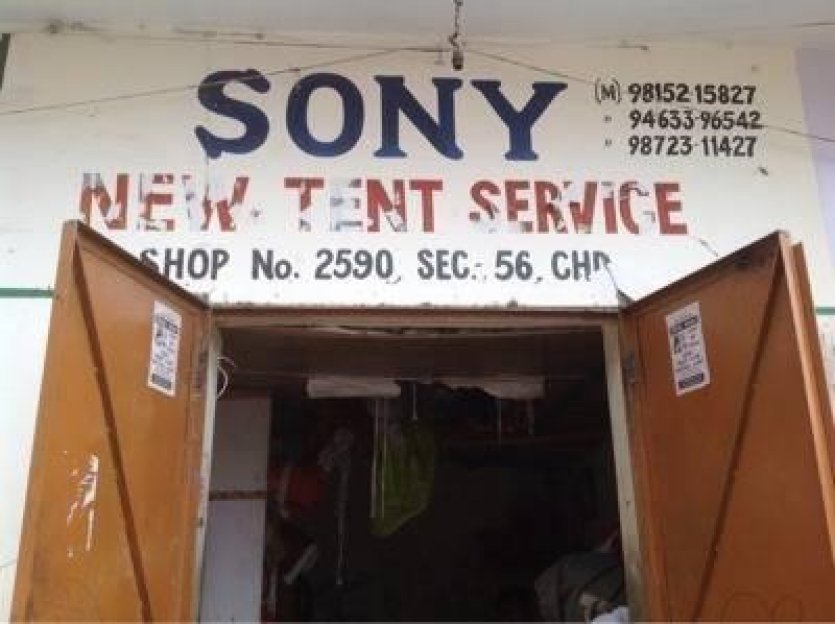 SONY
(M) 98152-15827
" 94633-96542
" 98723-11427
NEW TENT SERVICE
SHOP No. 2590, SEC. 56, CHD